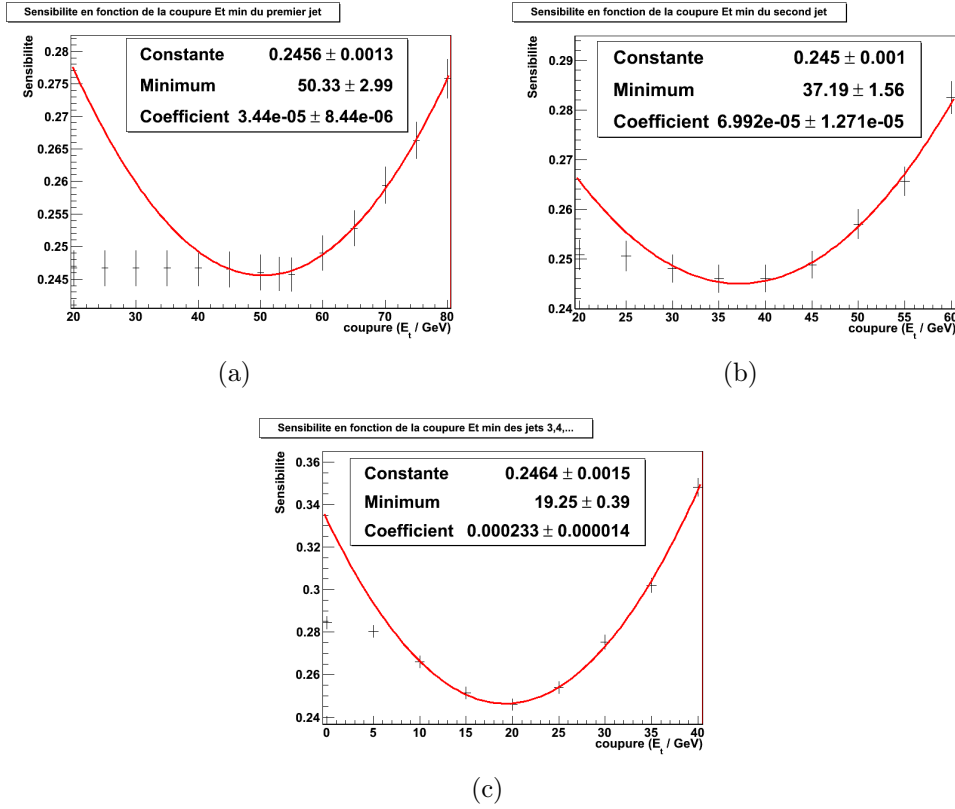 Sensibilite en fonction de la coupure Et min du premier jet
Sensibilite
Constante 0.2456 ± 0.0013
Minimum 50.33 ± 2.99
Coefficient 3.44e-05 ± 8.44e-06
0.28
0.275
0.27
0.265
0.26
0.255
0.25
0.245
20 30 40 50 60 70 80
coupure (E_t / GeV)
(a)
Sensibilite en fonction de la coupure Et min du second jet
Sensibilite
Constante 0.245 ± 0.001
Minimum 37.19 ± 1.56
Coefficient 6.992e-05 ± 1.271e-05
0.29
0.28
0.27
0.26
0.25
0.24
20 25 30 35 40 45 50 55 60
coupure (E_t / GeV)
(b)
Sensibilite en fonction de la coupure Et min des jets 3,4,...
Sensibilite
Constante 0.2464 ± 0.0015
Minimum 19.25 ± 0.39
Coefficient 0.000233 ± 0.000014
0.36
0.34
0.32
0.3
0.28
0.26
0.24
0 5 10 15 20 25 30 35 40
coupure (E_t / GeV)
(c)